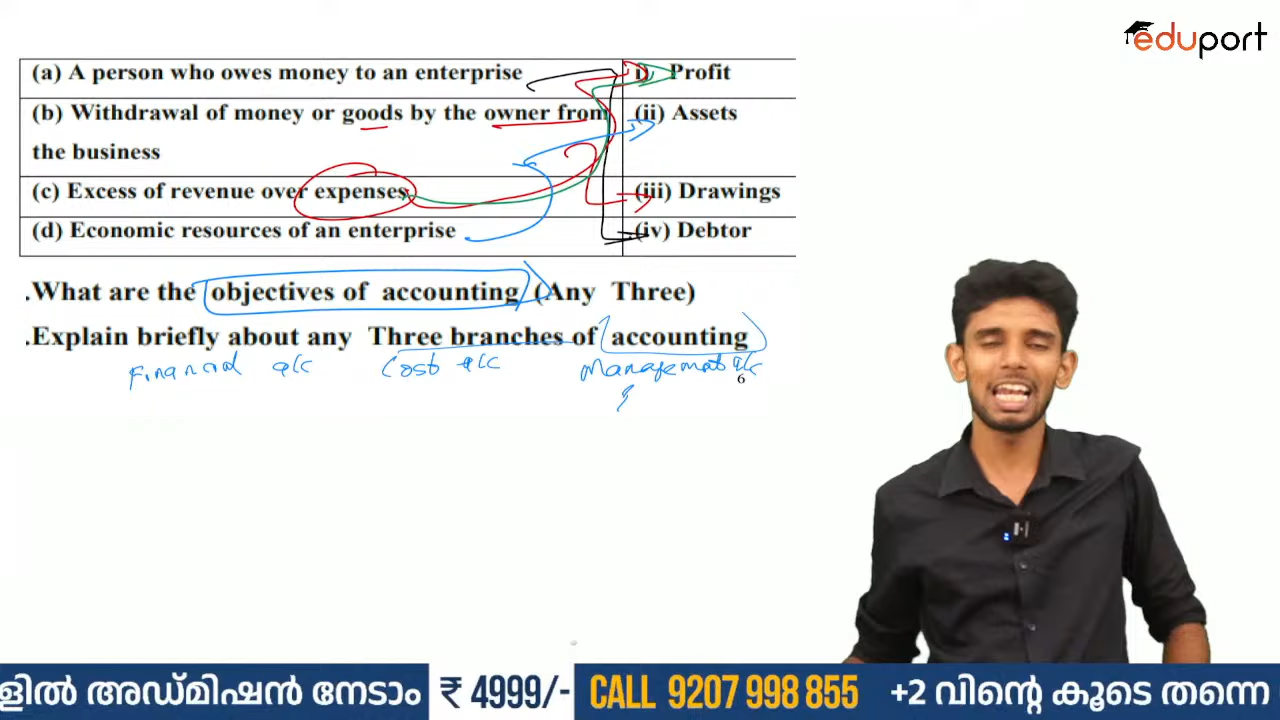 eduport
(a) A person who owes money to an enterprise i) Profit
(b) Withdrawal of money or goods by the owner from (ii) Assets
the business
(c) Excess of revenue over expenses (iii) Drawings
(d) Economic resources of an enterprise (iv) Debtor
.What are the objectives of accounting (Any Three)
.Explain briefly about any Three branches of accounting
Financial a/c Cost a/c Management a/c
6
ളിൽ അഡ്മിഷൻ നേടാം ₹ 4999/- CALL 9207 998 855 +2 വിന്റെ കൂടെ തന്നെ